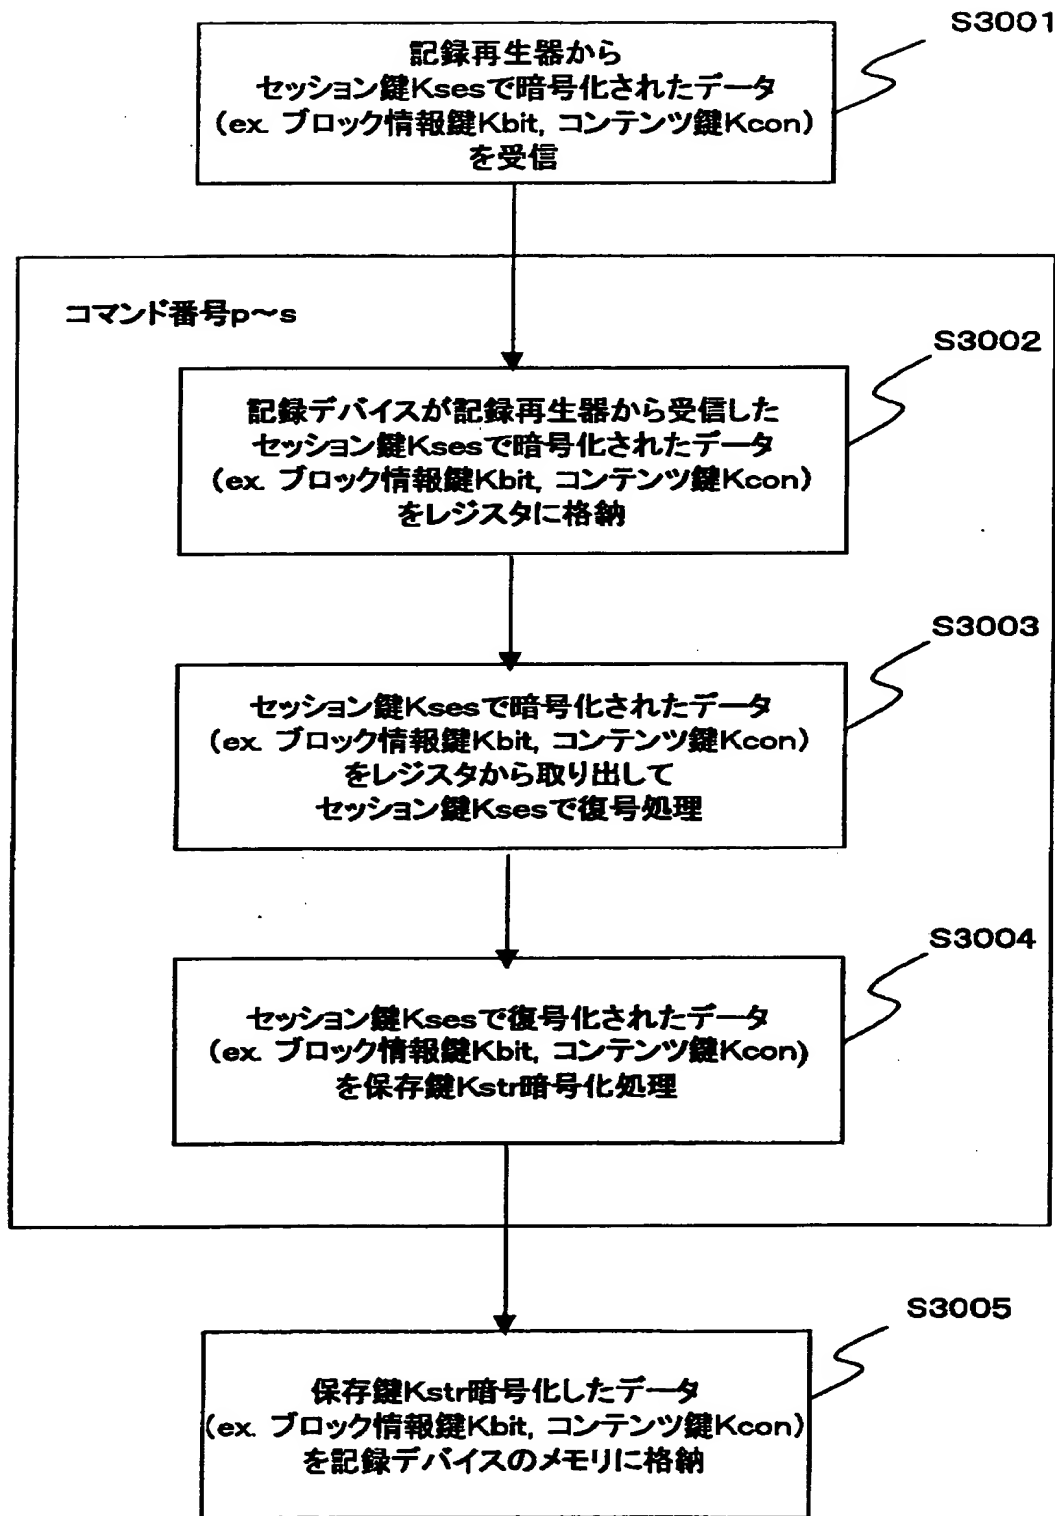 S3001
記録再生器から
セッション鍵Ksesで暗号化されたデータ
(ex. ブロック情報鍵Kbit, コンテンツ鍵Kcon)
を受信
コマンド番号p～s
S3002
記録デバイスが記録再生器から受信した
セッション鍵Ksesで暗号化されたデータ
(ex. ブロック情報鍵Kbit, コンテンツ鍵Kcon)
をレジスタに格納
S3003
セッション鍵Ksesで暗号化されたデータ
(ex. ブロック情報鍵Kbit, コンテンツ鍵Kcon)
をレジスタから取り出して
セッション鍵Ksesで復号処理
S3004
セッション鍵Ksesで復号化されたデータ
(ex. ブロック情報鍵Kbit, コンテンツ鍵Kcon)
を保存鍵Kstr暗号化処理
S3005
保存鍵Kstr暗号化したデータ
(ex. ブロック情報鍵Kbit, コンテンツ鍵Kcon)
を記録デバイスのメモリに格納